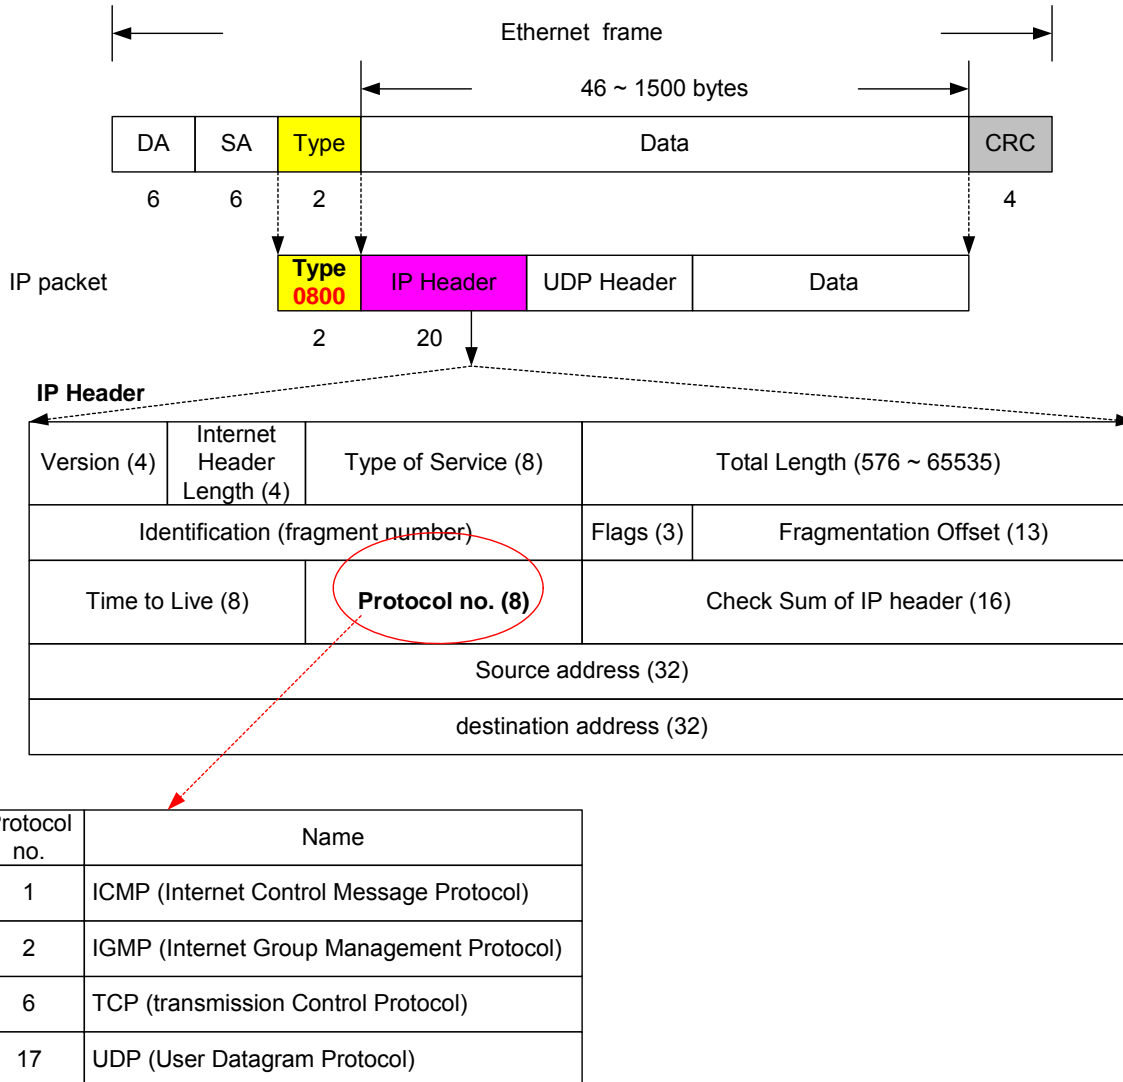 Ethernet frame
46 ~ 1500 bytes
DA SA Type Data CRC
6 6 2 4
IP packet
Type
0800
IP Header UDP Header Data
2 20
IP Header
Version (4)
Internet
Header
Length (4)
Type of Service (8)
Total Length (576 ~ 65535)
Identification (fragment number)
Flags (3)
Fragmentation Offset (13)
Time to Live (8)
Protocol no. (8)
Check Sum of IP header (16)
Source address (32)
destination address (32)
rotocol
no.
Name
1 ICMP (Internet Control Message Protocol)
2 IGMP (Internet Group Management Protocol)
6 TCP (transmission Control Protocol)
17 UDP (User Datagram Protocol)